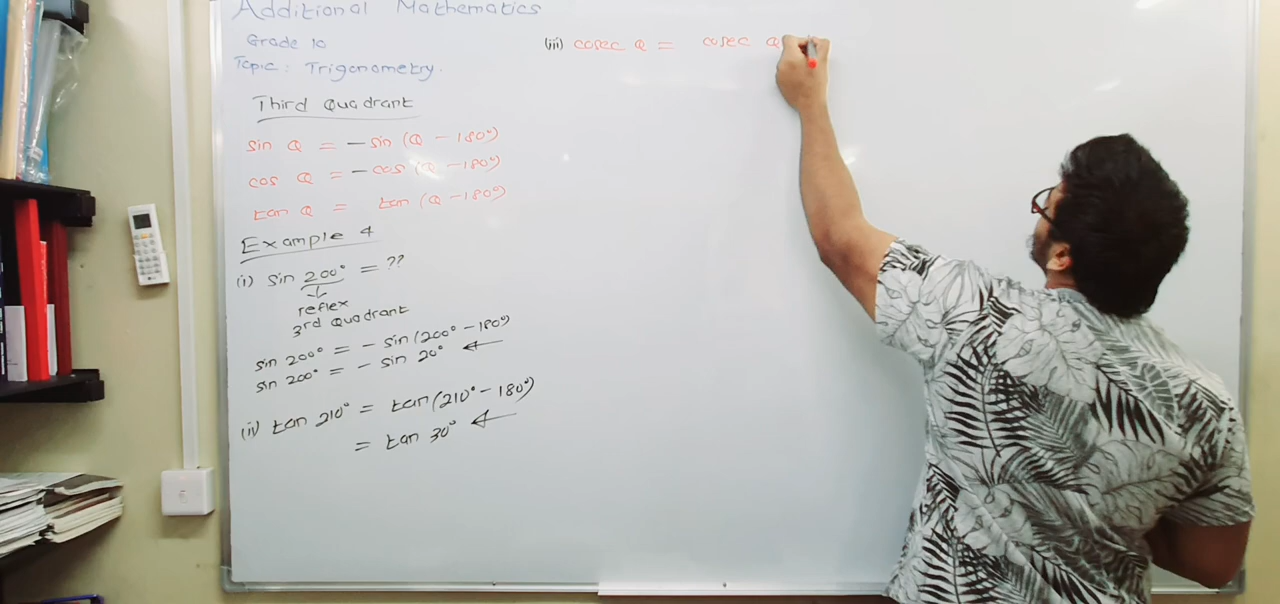 Additional Mathematics
Grade 10
Topic: Trigonometry.
Third Quadrant
sin Q = - sin (Q - 180°)
cos Q = - cos (Q - 180°)
tan Q = tan (Q - 180°)
Example 4
(i) sin 200° = ??
reflex
3rd Quadrant
sin 200° = - sin (200° - 180°)
sin 200° = - sin 20°
(ii) tan 210° = tan (210° - 180°)
= tan 30°
(iii) cosec Q = cosec Q